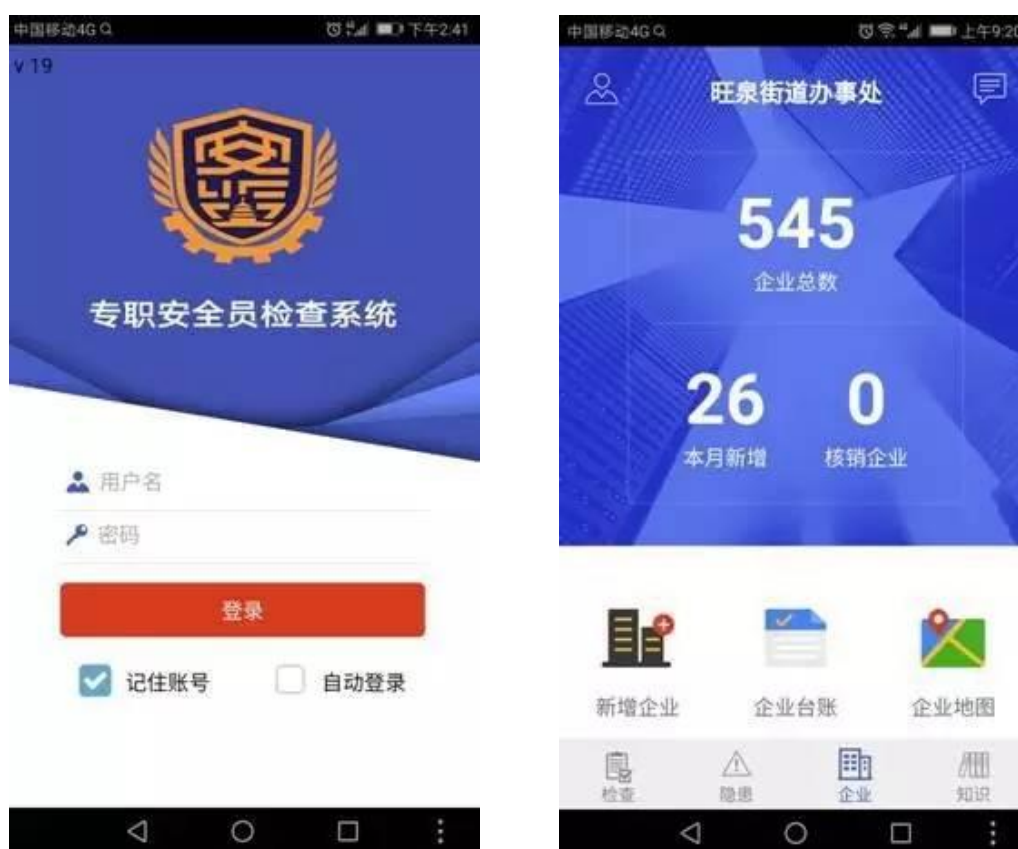 中国移动4G
下午2:41
v 19
专职安全员检查系统
用户名
密码
登录
记住账号
自动登录
中国移动4G
上午9:20
旺泉街道办事处
545
企业总数
26
0
本月新增
核销企业
新增企业
企业台账
企业地图
检查
隐患
企业
知识